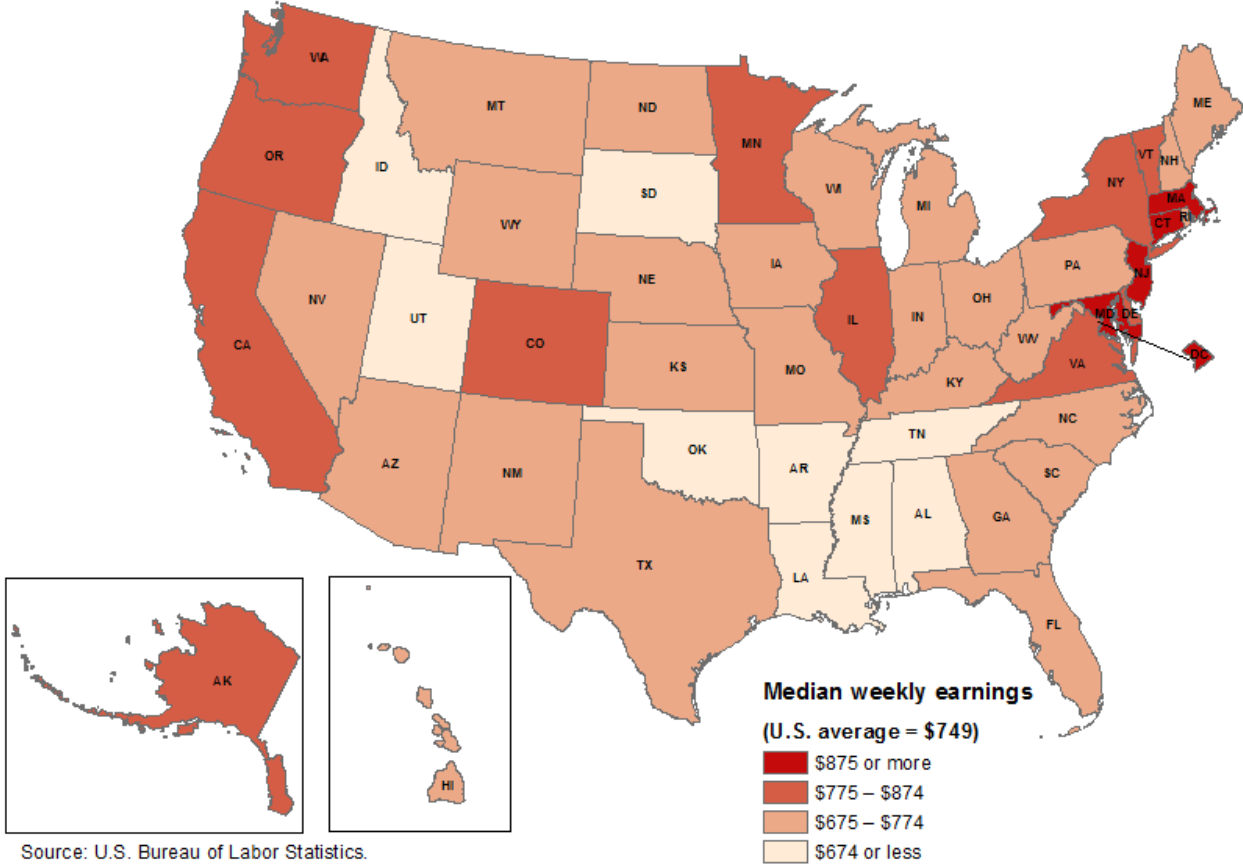 WA
MT
ND
MN
ME
VT
NH
OR
ID
SD
WI
MI
NY
MA
CT
RI
WY
IA
PA
NJ
NE
NV
UT
CO
IL
IN
OH
MD
DE
DC
CA
KS
MO
WV
VA
KY
AZ
NM
OK
AR
TN
NC
SC
MS
AL
GA
TX
LA
FL
AK
HI
Median weekly earnings
(U.S. average = $749)
$875 or more
$775 – $874
$675 – $774
$674 or less
Source: U.S. Bureau of Labor Statistics.